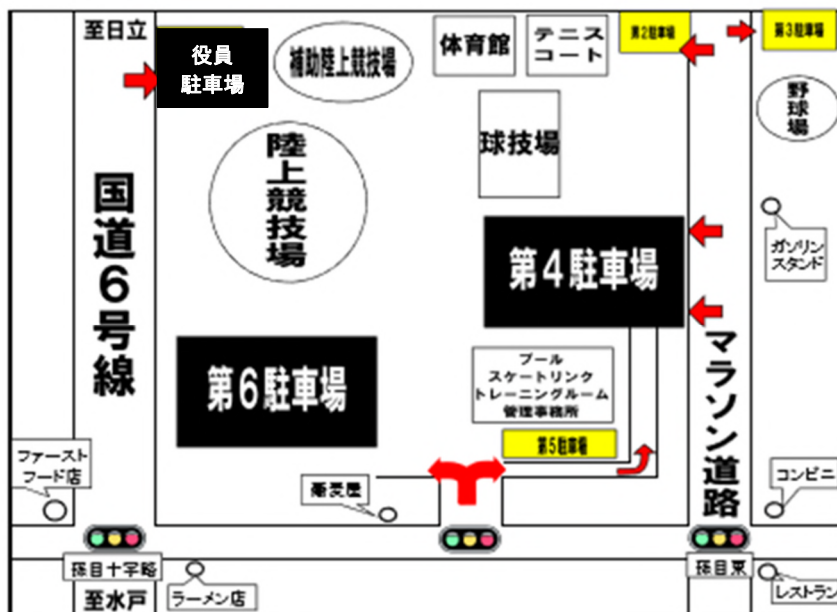 至日立
役員
駐車場
補助陸上競技場
体育館
テニス
コート
第2駐車場
第3駐車場
野球場
陸上競技場
球技場
国道6号線
ガソリン
スタンド
第4駐車場
第6駐車場
プール
スケートリンク
トレーニングルーム
管理事務所
第5駐車場
マラソン道路
ファースト
フード店
蕎麦屋
コンビニ
孫目十字路
孫目東
至水戸
ラーメン店
レストラン